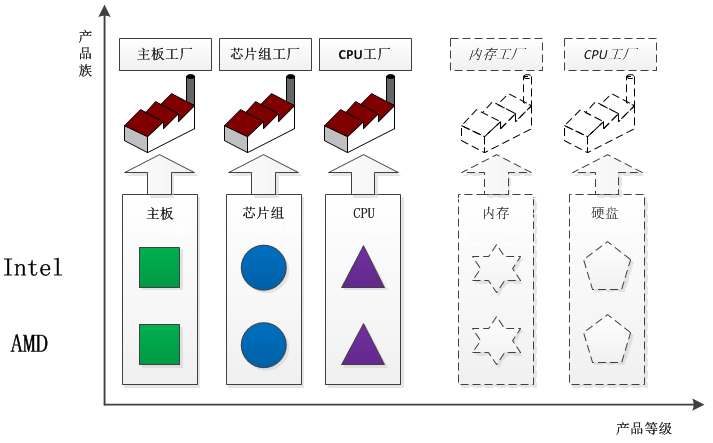 产品族
主板工厂
芯片组工厂
CPU工厂
内存工厂
CPU工厂
主板
芯片组
CPU
内存
硬盘
Intel
AMD
产品等级